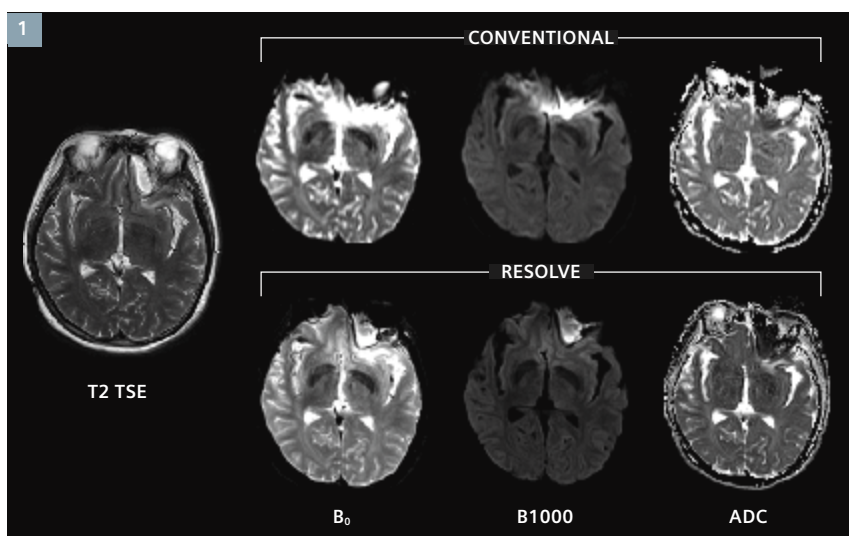 1
CONVENTIONAL
RESOLVE
T2 TSE
B₀
B1000
ADC